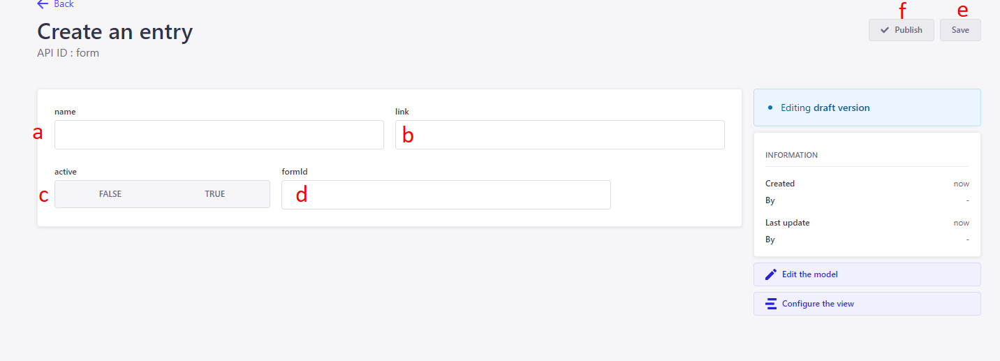 Back
Create an entry
API ID : form
f
e
Publish
Save
name
link
a
b
active
formId
c
FALSE
TRUE
d
Editing draft version
INFORMATION
Created
now
By
-
Last update
now
By
-
Edit the model
Configure the view